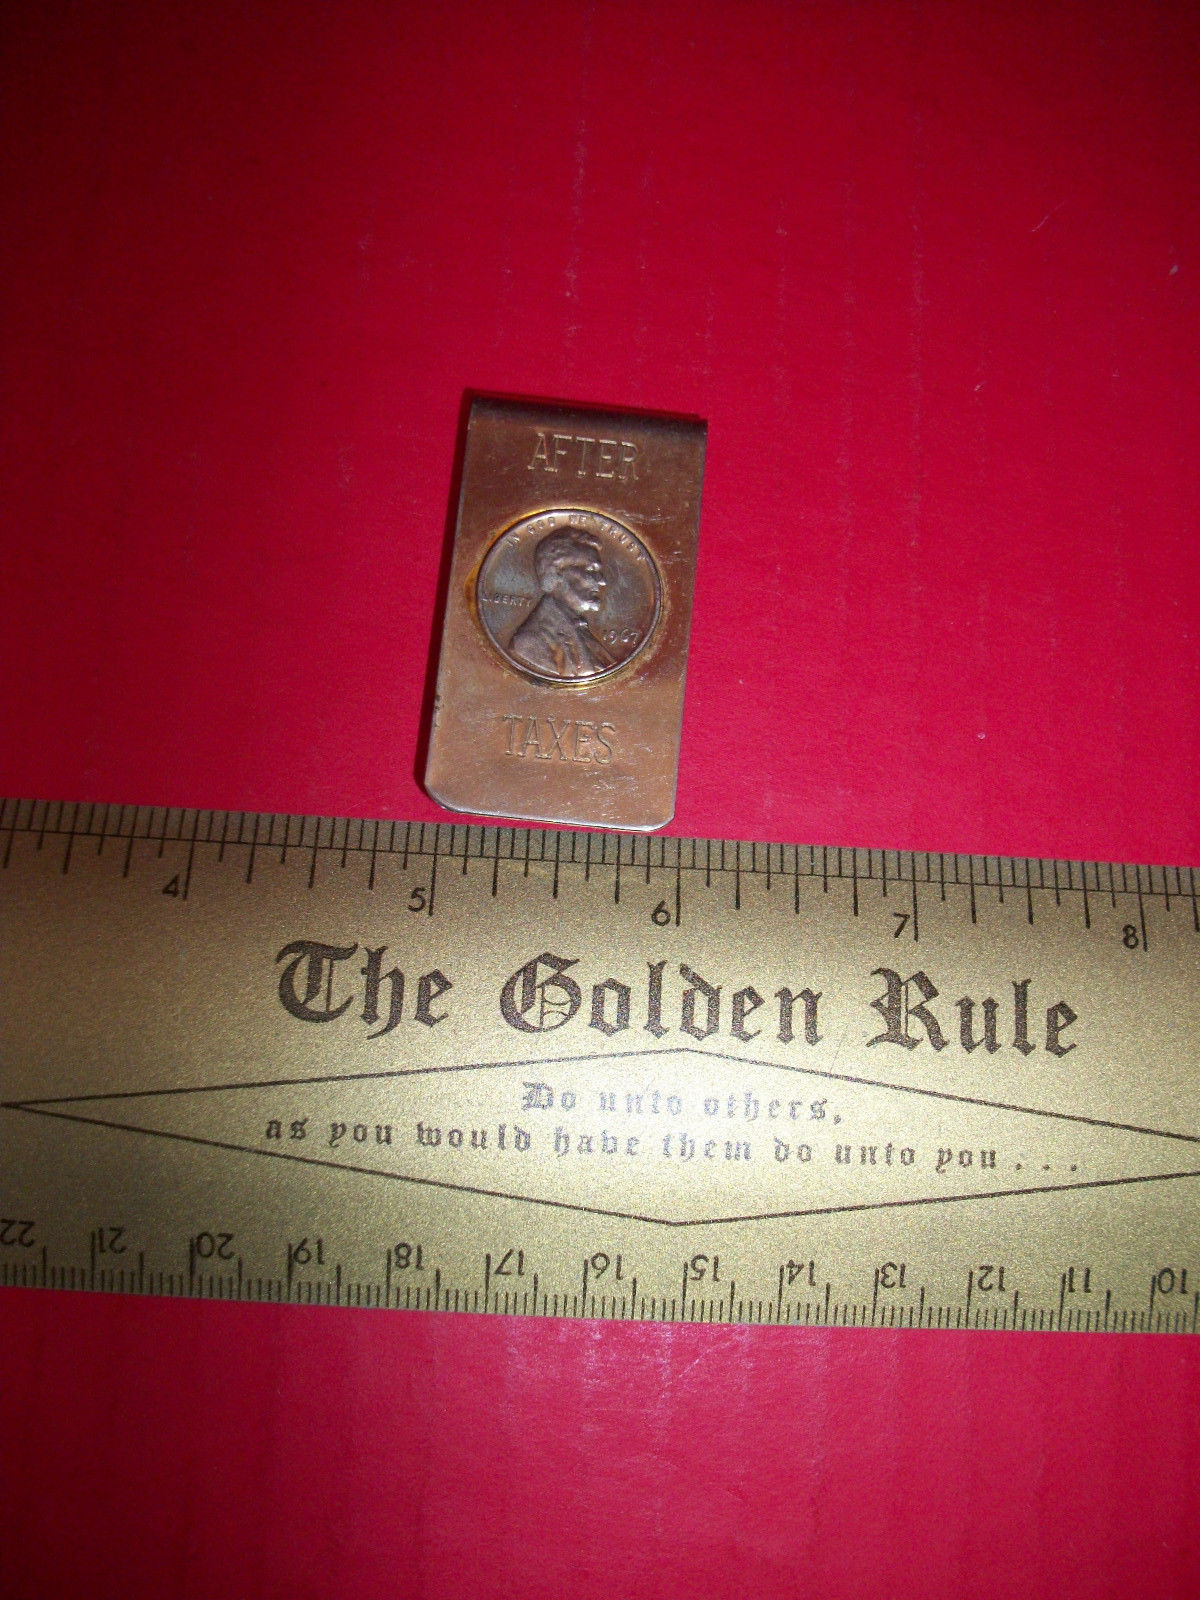 AFTER
IN GOD WE TRUST
LIBERTY
1967
TAXES
4 5 6 7 8
The Golden Rule
Do unto others,
as you would have them do unto you . . .
22 21 20 19 18 17 16 15 14 13 12 11 10